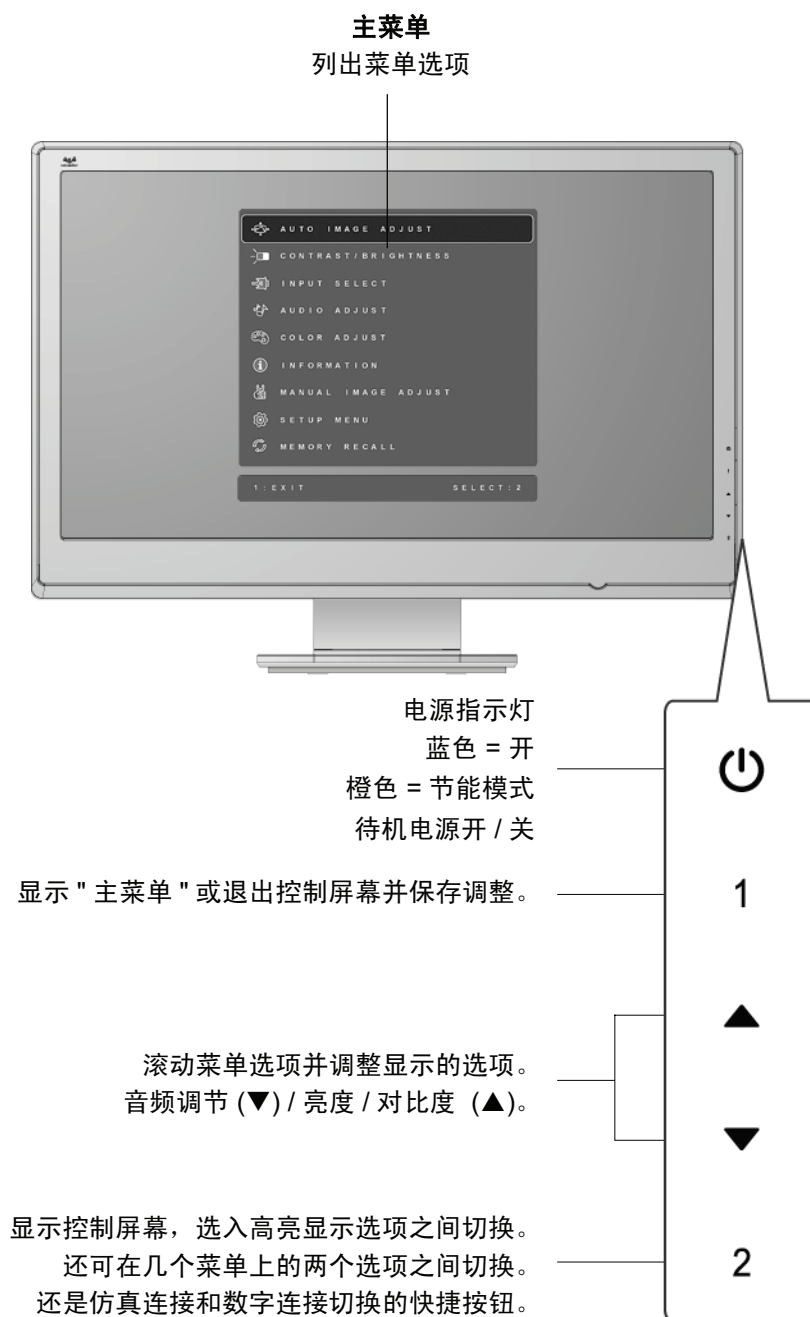 主菜单
列出菜单选项
AUTO IMAGE ADJUST
CONTRAST/BRIGHTNESS
INPUT SELECT
AUDIO ADJUST
COLOR ADJUST
INFORMATION
MANUAL IMAGE ADJUST
SETUP MENU
MEMORY RECALL
1:EXIT SELECT:2
电源指示灯
蓝色 = 开
橙色 = 节能模式
待机电源开 / 关
显示 " 主菜单 " 或退出控制屏幕并保存调整。
1
滚动菜单选项并调整显示的选项。
音频调节 (▼) / 亮度 / 对比度 (▲)。
显示控制屏幕，选入高亮显示选项之间切换。
还可在几个菜单上的两个选项之间切换。
还是仿真连接和数字连接切换的快捷按钮。
2